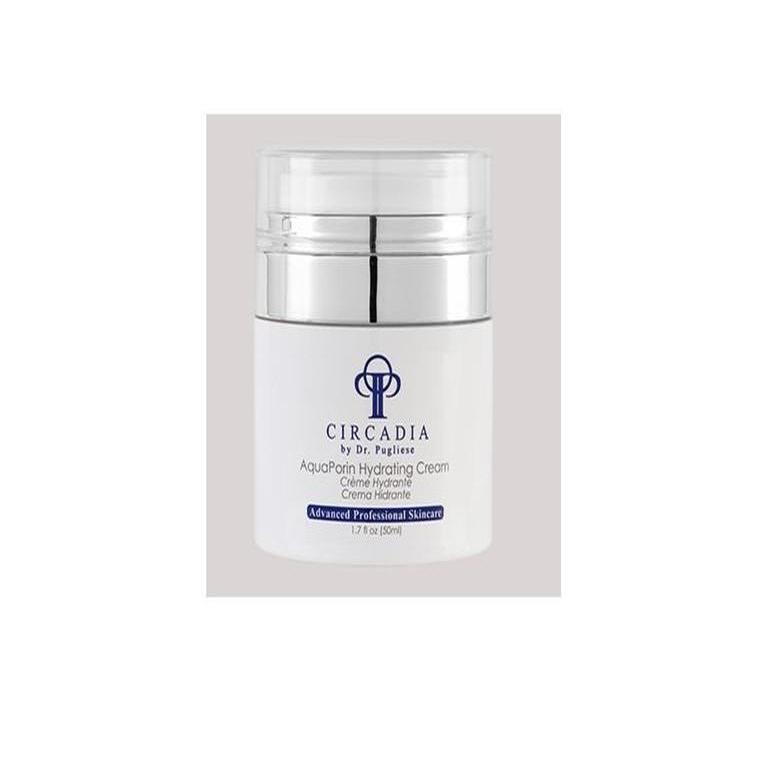 CIRCADIA
by Dr. Pugliese
AquaPorin Hydrating Cream
Crème Hydrante
Crema Hidrante
Advanced Professional Skincare
1.7 fl oz (50ml)